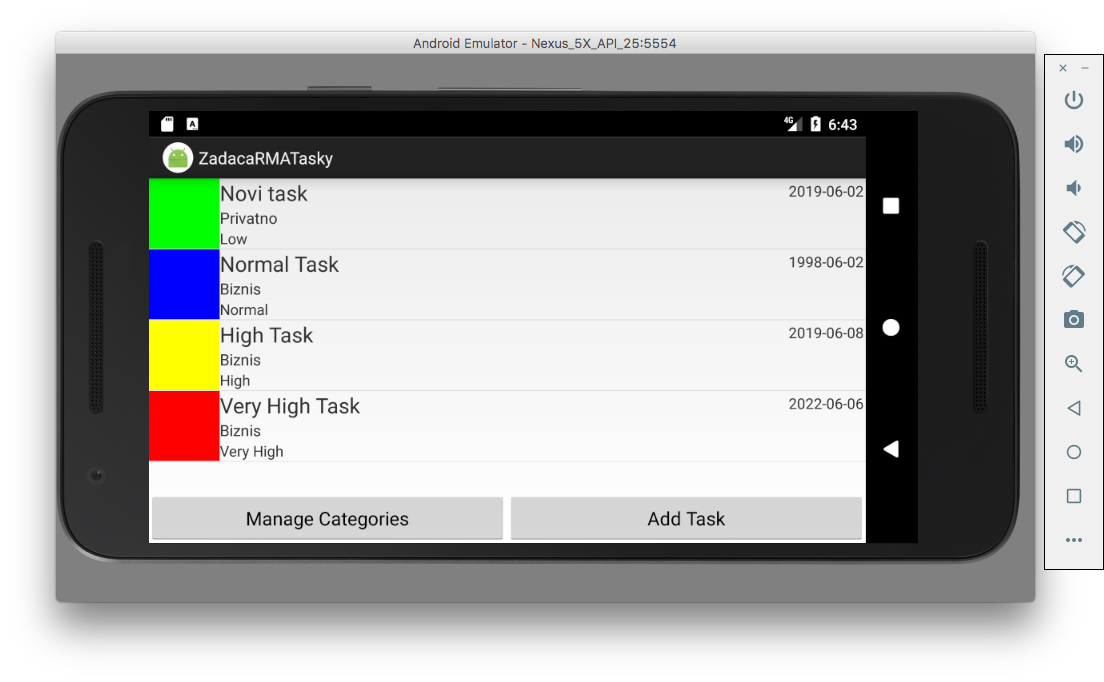 Android Emulator - Nexus_5X_API_25:5554
A
4G
6:43
ZadacaRMATasky
Novi task
2019-06-02
Privatno
Low
Normal Task
1998-06-02
Biznis
Normal
High Task
2019-06-08
Biznis
High
Very High Task
2022-06-06
Biznis
Very High
Manage Categories
Add Task